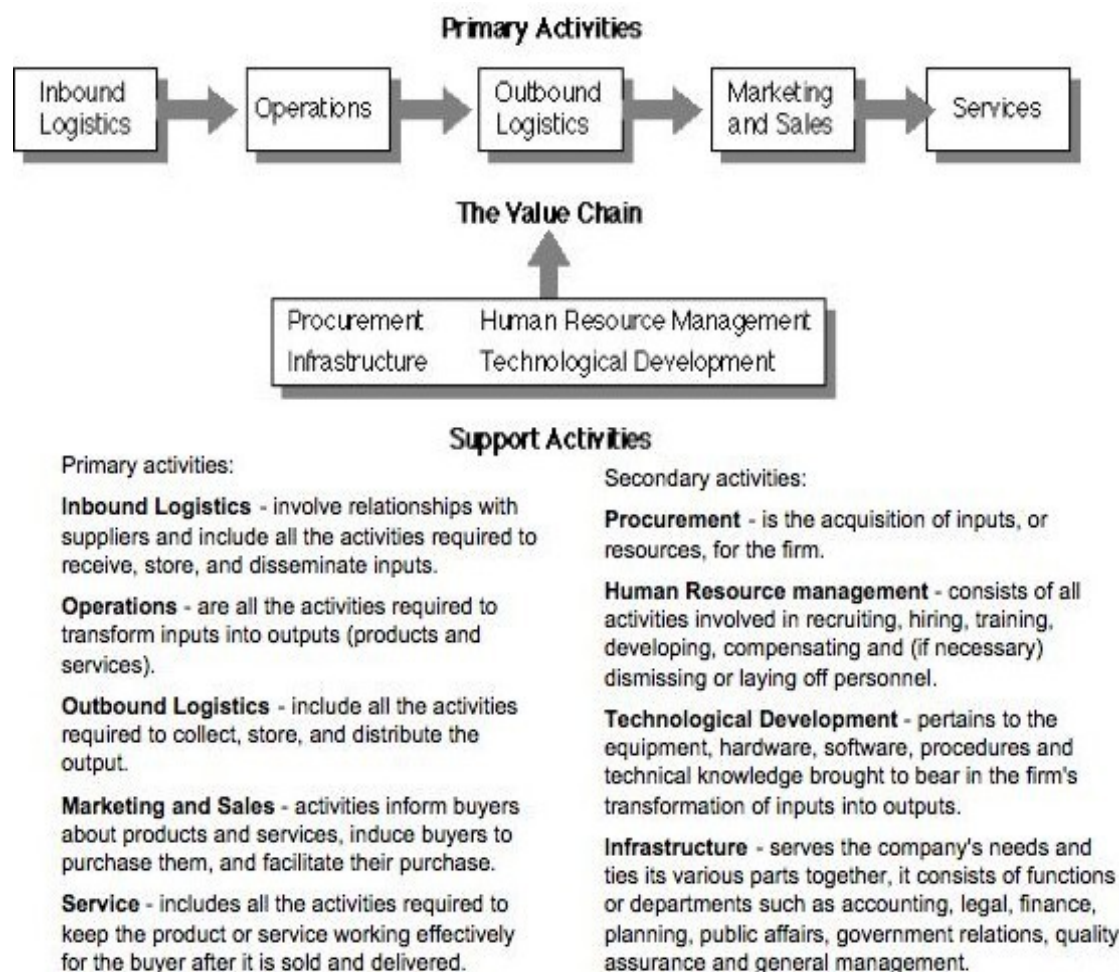 Primary Activities
Inbound
Logistics
Operations
Outbound
Logistics
Marketing
and Sales
Services
The Value Chain
Procurement Human Resource Management
Infrastructure Technological Development
Support Activities
Primary activities:
Inbound Logistics - involve relationships with
suppliers and include all the activities required to
receive, store, and disseminate inputs.
Operations - are all the activities required to
transform inputs into outputs (products and
services).
Outbound Logistics - include all the activities
required to collect, store, and distribute the
output.
Marketing and Sales - activities inform buyers
about products and services, induce buyers to
purchase them, and facilitate their purchase.
Service - includes all the activities required to
keep the product or service working effectively
for the buyer after it is sold and delivered.
Secondary activities:
Procurement - is the acquisition of inputs, or
resources, for the firm.
Human Resource management - consists of all
activities involved in recruiting, hiring, training,
developing, compensating and (if necessary)
dismissing or laying off personnel.
Technological Development - pertains to the
equipment, hardware, software, procedures and
technical knowledge brought to bear in the firm's
transformation of inputs into outputs.
Infrastructure - serves the company's needs and
ties its various parts together, it consists of functions
or departments such as accounting, legal, finance,
planning, public affairs, government relations, quality
assurance and general management.